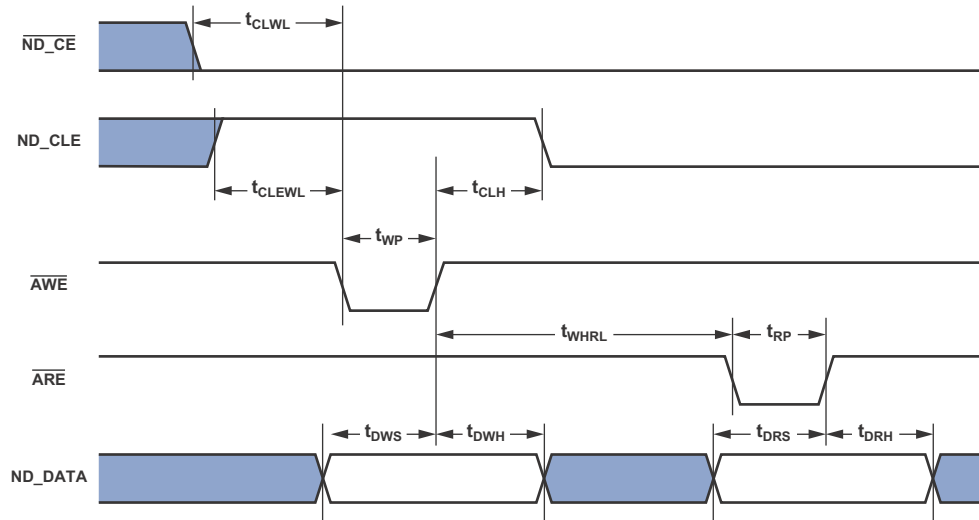 t_CLWL
ND_CE
ND_CLE
t_CLEWL
t_CLH
t_WP
AWE
t_WHRL
t_RP
ARE
t_DWS
t_DWH
t_DRS
t_DRH
ND_DATA